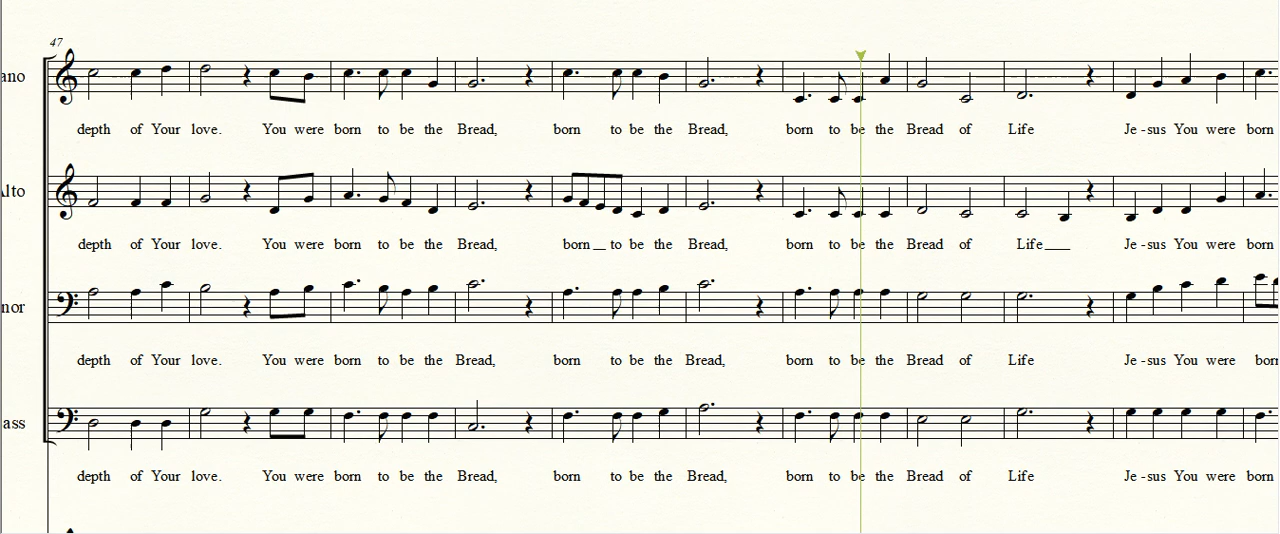 47
ano
depth of Your love. You were born to be the Bread, born to be the Bread, born to be the Bread of Life Je - sus You were born
Alto
depth of Your love. You were born to be the Bread, born __ to be the Bread, born to be the Bread of Life___ Je - sus You were born
nor
depth of Your love. You were born to be the Bread, born to be the Bread, born to be the Bread of Life Je - sus You were born
ass
depth of Your love. You were born to be the Bread, born to be the Bread, born to be the Bread of Life Je - sus You were born